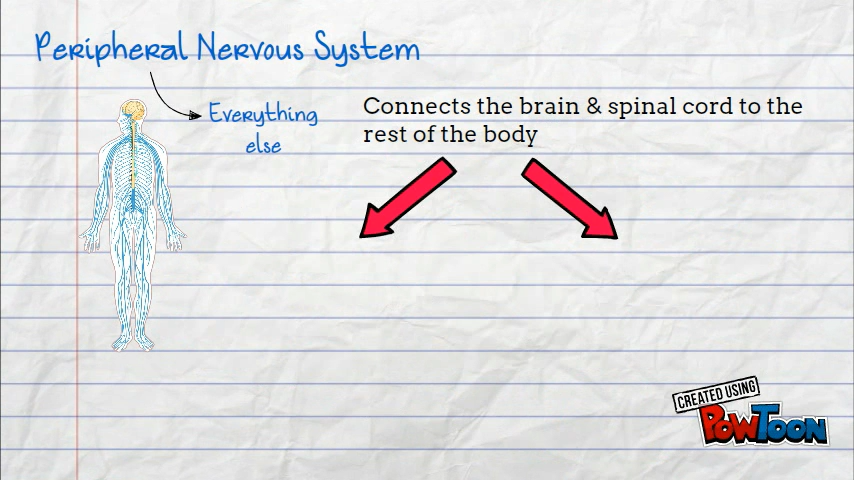 Peripheral Nervous System
Everything
else
Connects the brain & spinal cord to the
rest of the body
CREATED USING
POWTOON